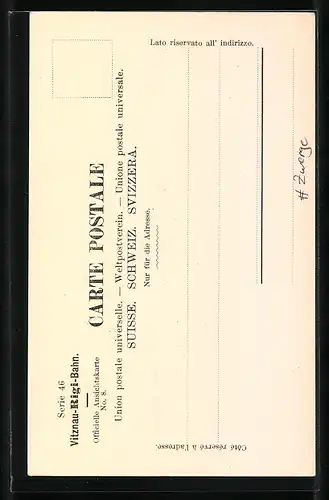 Serie 46
Vitznau-Rigi-Bahn.
Officielle Ansichtskarte
No. 8.
CARTE POSTALE
Union postale universelle. — Weltpostverein. — Unione postale universale.
SUISSE. SCHWEIZ. SVIZZERA.
Nur für die Adresse.
Côté réservé à l'adresse.
Lato riservato all' indirizzo.
# Zwerge